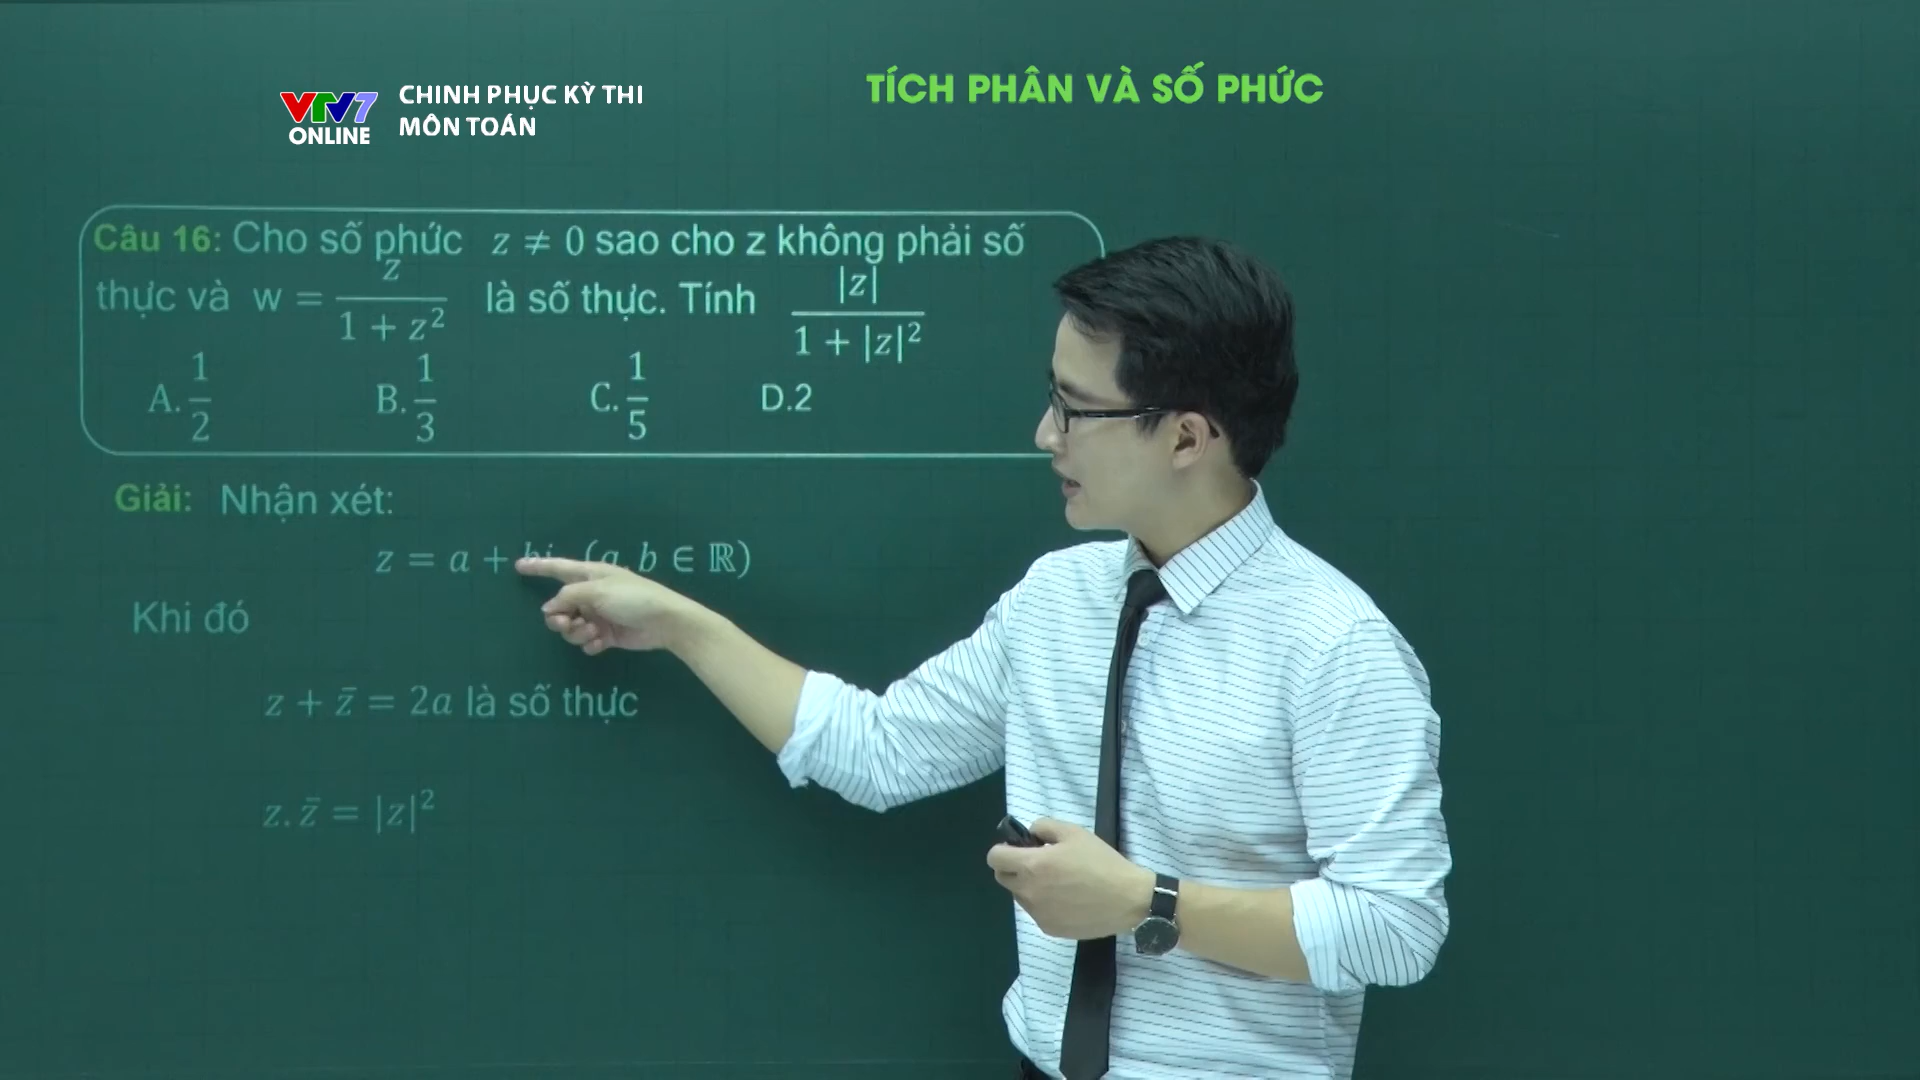 VTV7
ONLINE
CHINH PHỤC KỲ THI
MÔN TOÁN
TÍCH PHÂN VÀ SỐ PHỨC
Câu 16: Cho số phức z ≠ 0 sao cho z không phải số
thực và w = z / (1 + z²) là số thực. Tính |z| / (1 + |z|²)
A. 1/2 B. 1/3 C. 1/5 D.2
Giải: Nhận xét:
z = a + bi (a, b ∈ ℝ)
Khi đó
z + z̄ = 2a là số thực
z. z̄ = |z|²